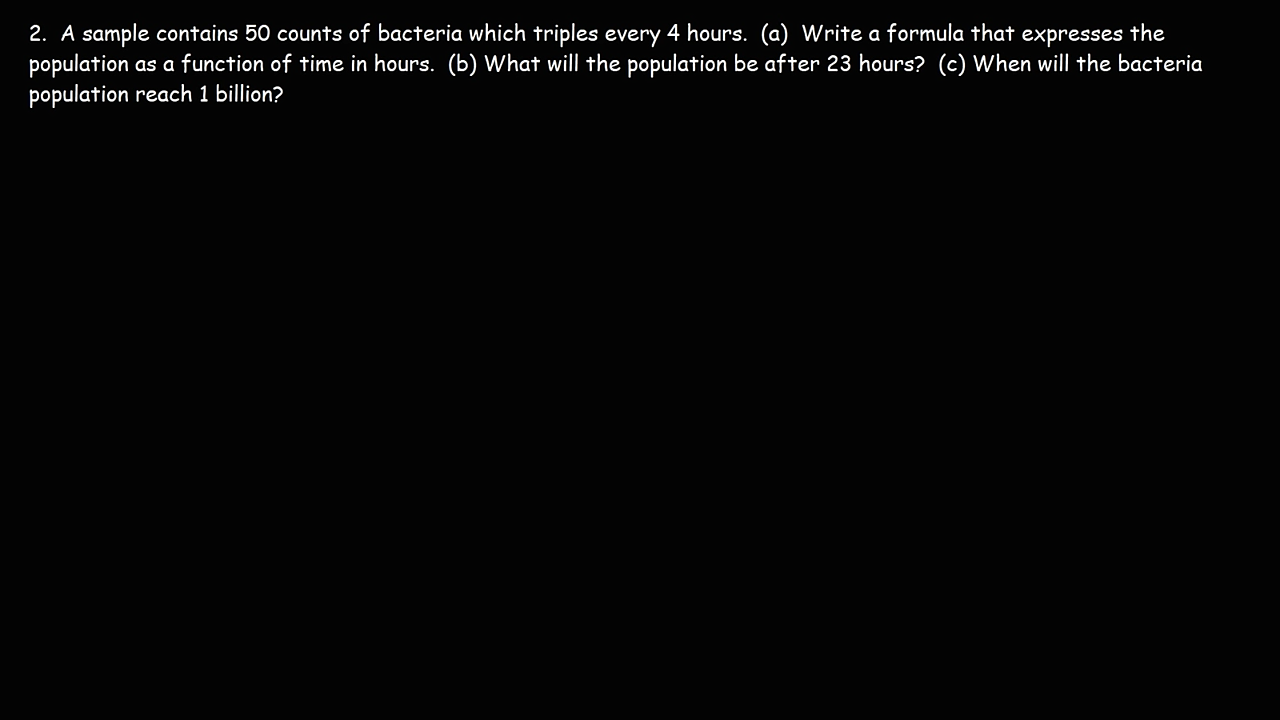 2.  A sample contains 50 counts of bacteria which triples every 4 hours.  (a)  Write a formula that expresses the
population as a function of time in hours.  (b) What will the population be after 23 hours?  (c) When will the bacteria
population reach 1 billion?